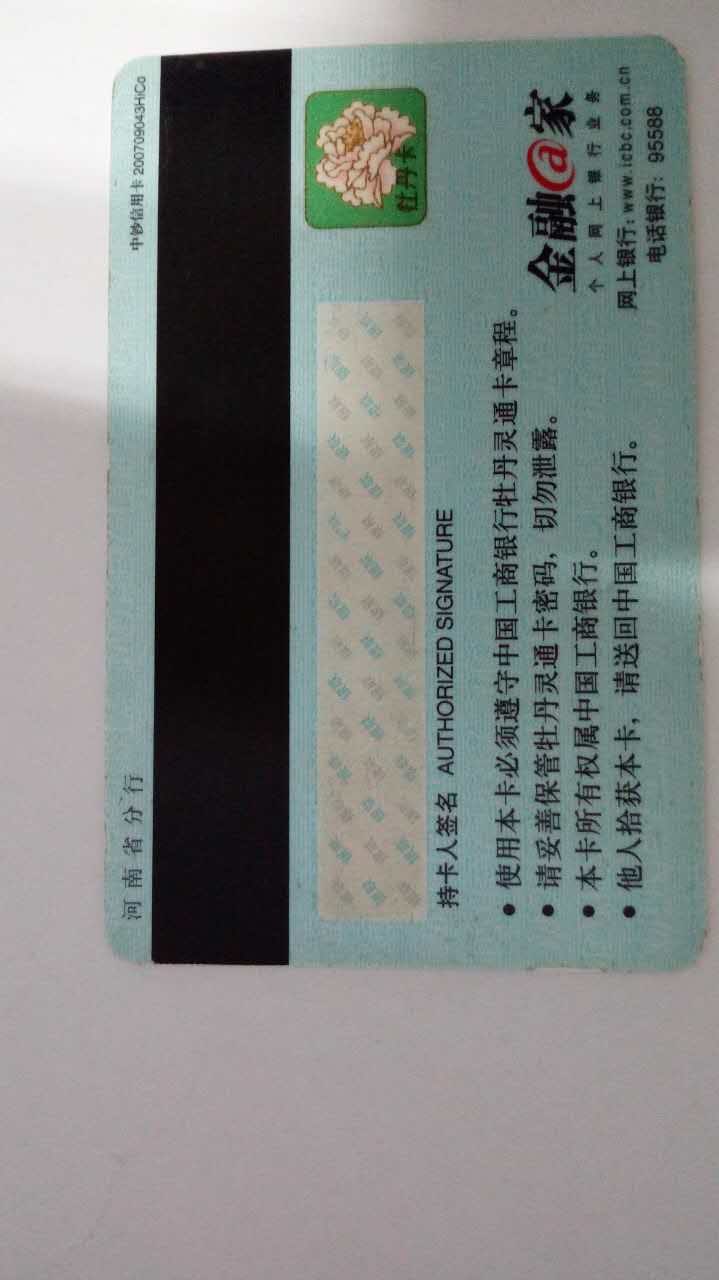 河南省分行
中钞信用卡 200709043HiCo
牡丹卡
持卡人签名 AUTHORIZED SIGNATURE
● 使用本卡必须遵守中国工商银行牡丹灵通卡章程。
● 请妥善保管牡丹灵通卡密码，切勿泄露。
● 本卡所有权属中国工商银行。
● 他人拾获本卡，请送回中国工商银行。
金融@家
个人网上银行业务
网上银行：www.icbc.com.cn
电话银行：95588